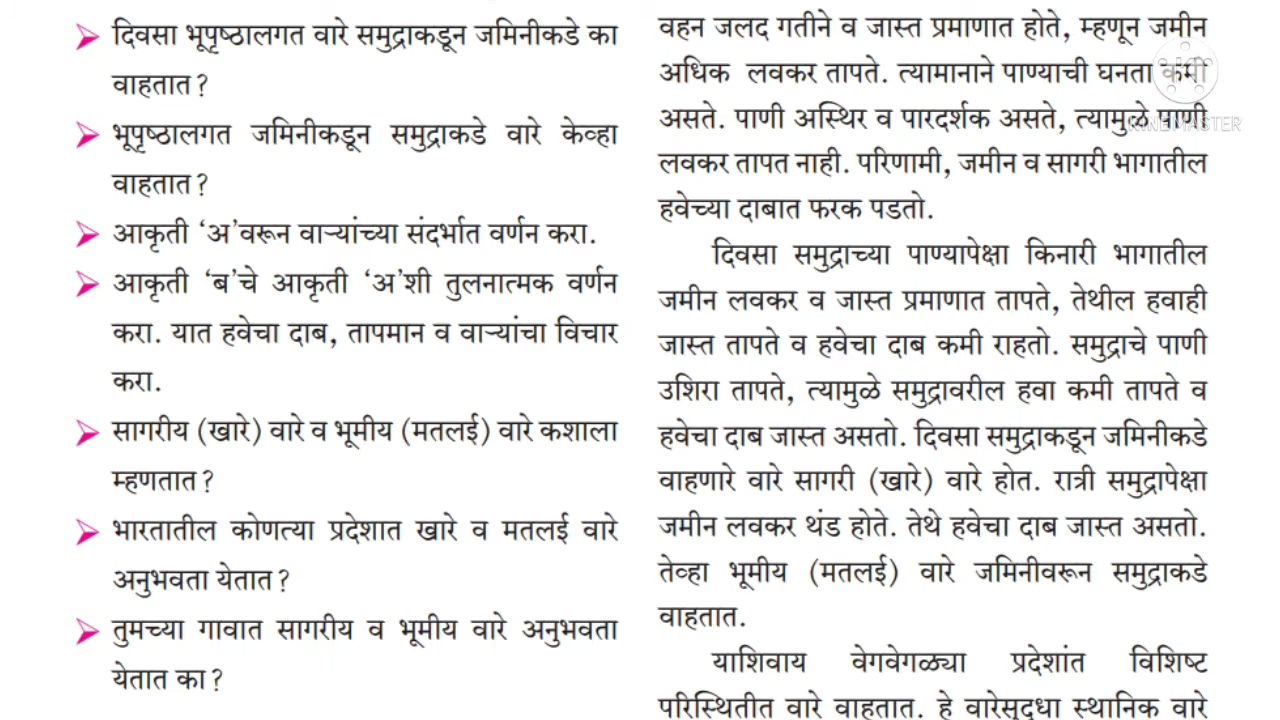 ➤ दिवसा भूपृष्ठालगत वारे समुद्राकडून जमिनीकडे का
वाहतात?
➤ भूपृष्ठालगत जमिनीकडून समुद्राकडे वारे केव्हा
वाहतात?
➤ आकृती ‘अ’वरून वाऱ्यांच्या संदर्भात वर्णन करा.
➤ आकृती ‘ब’चे आकृती ‘अ’शी तुलनात्मक वर्णन
करा. यात हवेचा दाब, तापमान व वाऱ्यांचा विचार
करा.
➤ सागरीय (खारे) वारे व भूमीय (मतलई) वारे कशाला
म्हणतात?
➤ भारतातील कोणत्या प्रदेशात खारे व मतलई वारे
अनुभवता येतात?
➤ तुमच्या गावात सागरीय व भूमीय वारे अनुभवता
येतात का?
वहन जलद गतीने व जास्त प्रमाणात होते, म्हणून जमीन
अधिक लवकर तापते. त्यामानाने पाण्याची घनता कमी
असते. पाणी अस्थिर व पारदर्शक असते, त्यामुळे पाणी
लवकर तापत नाही. परिणामी, जमीन व सागरी भागातील
हवेच्या दाबात फरक पडतो.
दिवसा समुद्राच्या पाण्यापेक्षा किनारी भागातील
जमीन लवकर व जास्त प्रमाणात तापते, तेथील हवाही
जास्त तापते व हवेचा दाब कमी राहतो. समुद्राचे पाणी
उशिरा तापते, त्यामुळे समुद्रावरील हवा कमी तापते व
हवेचा दाब जास्त असतो. दिवसा समुद्राकडून जमिनीकडे
वाहणारे वारे सागरी (खारे) वारे होत. रात्री समुद्रापेक्षा
जमीन लवकर थंड होते. तेथे हवेचा दाब जास्त असतो.
तेव्हा भूमीय (मतलई) वारे जमिनीवरून समुद्राकडे
वाहतात.
याशिवाय वेगवेगळ्या प्रदेशांत विशिष्ट
परिस्थितीत वारे वाहतात. हे वारेसुद्धा स्थानिक वारे
KINEMASTER